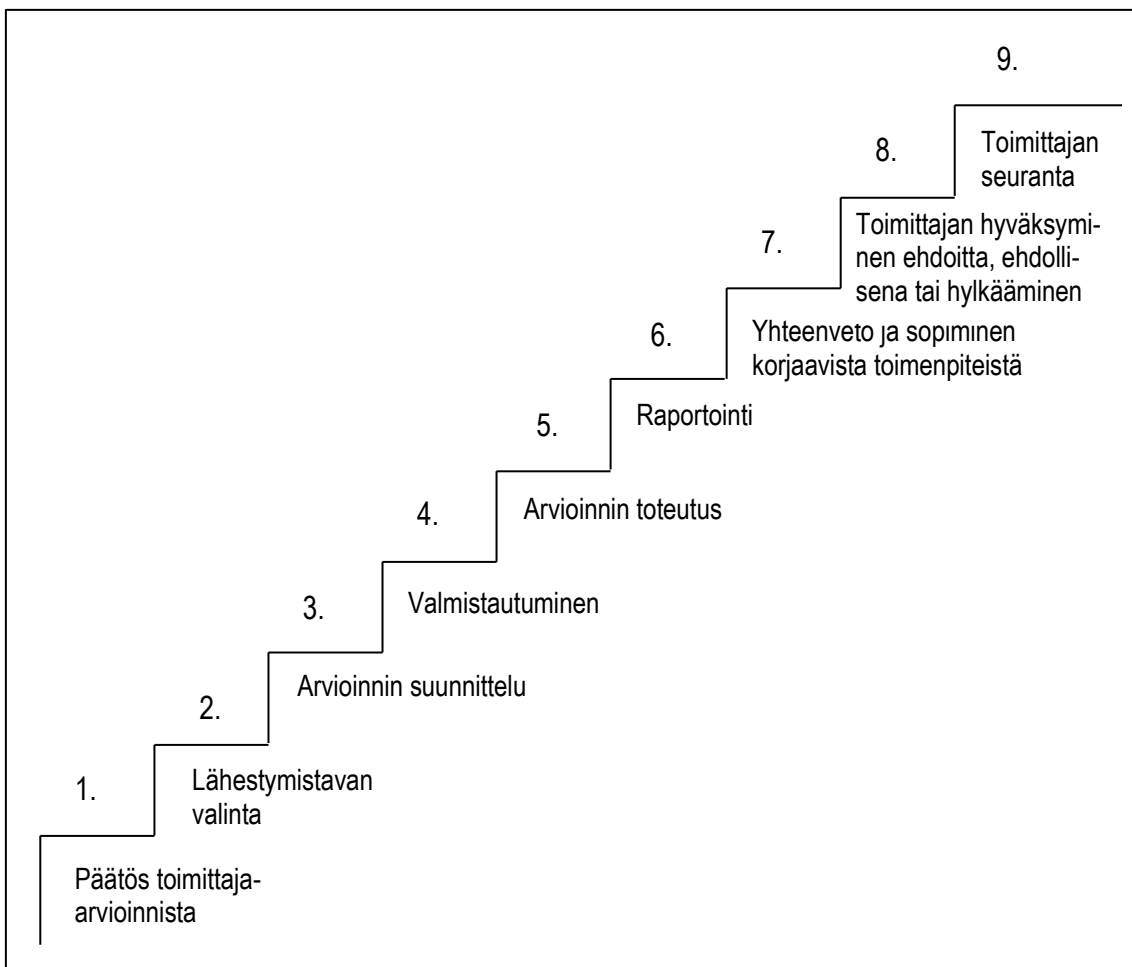 9.
Toimittajan
seuranta
8.
Toimittajan hyväksymi-
nen ehdoitta, ehdolli-
sena tai hylkääminen
7.
Yhteenveto ja sopiminen
korjaavista toimenpiteistä
6.
Raportointi
5.
Arvioinnin toteutus
4.
Valmistautuminen
3.
Arvioinnin suunnittelu
2.
Lähestymistavan
valinta
1.
Päätös toimittaja-
arvioinnista